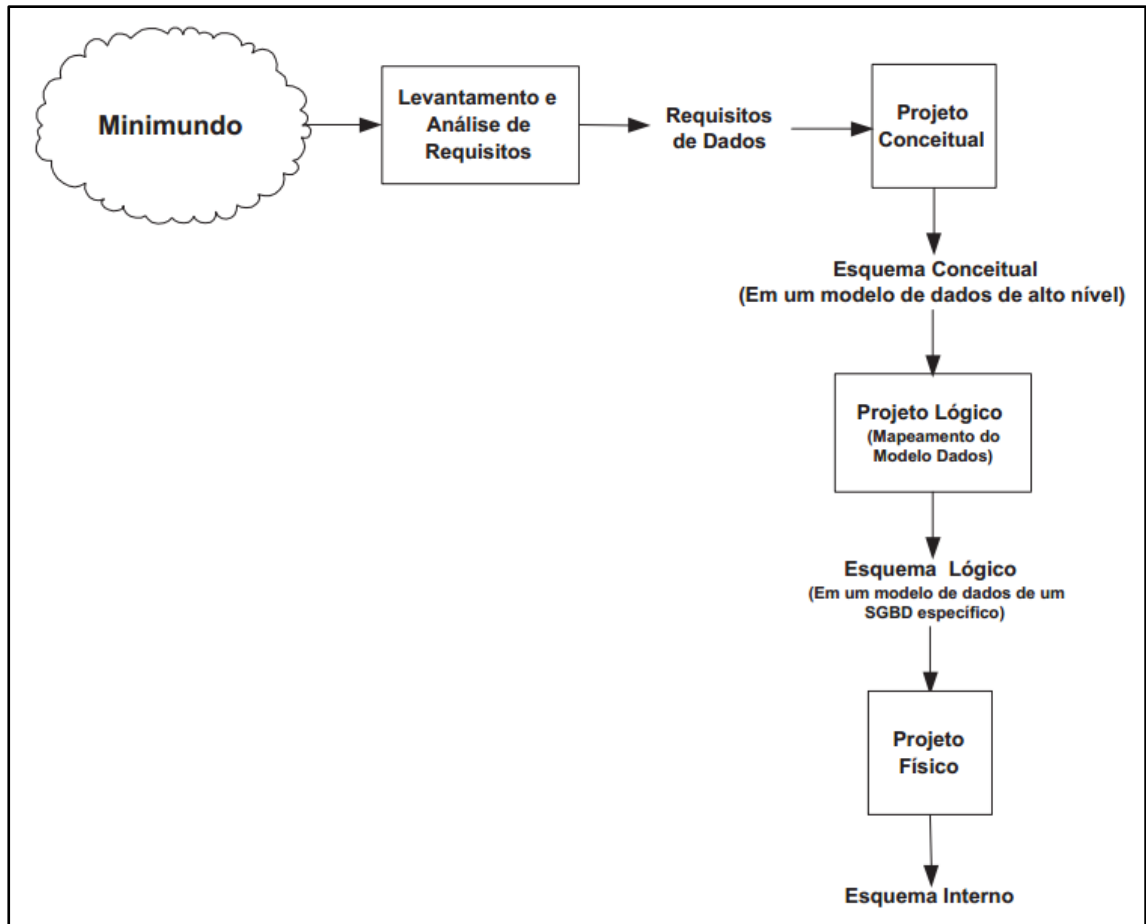 Minimundo
Levantamento e
Análise de
Requisitos
Requisitos
de Dados
Projeto
Conceitual
Esquema Conceitual
(Em um modelo de dados de alto nível)
Projeto Lógico
(Mapeamento do
Modelo Dados)
Esquema Lógico
(Em um modelo de dados de um
SGBD específico)
Projeto
Físico
Esquema Interno